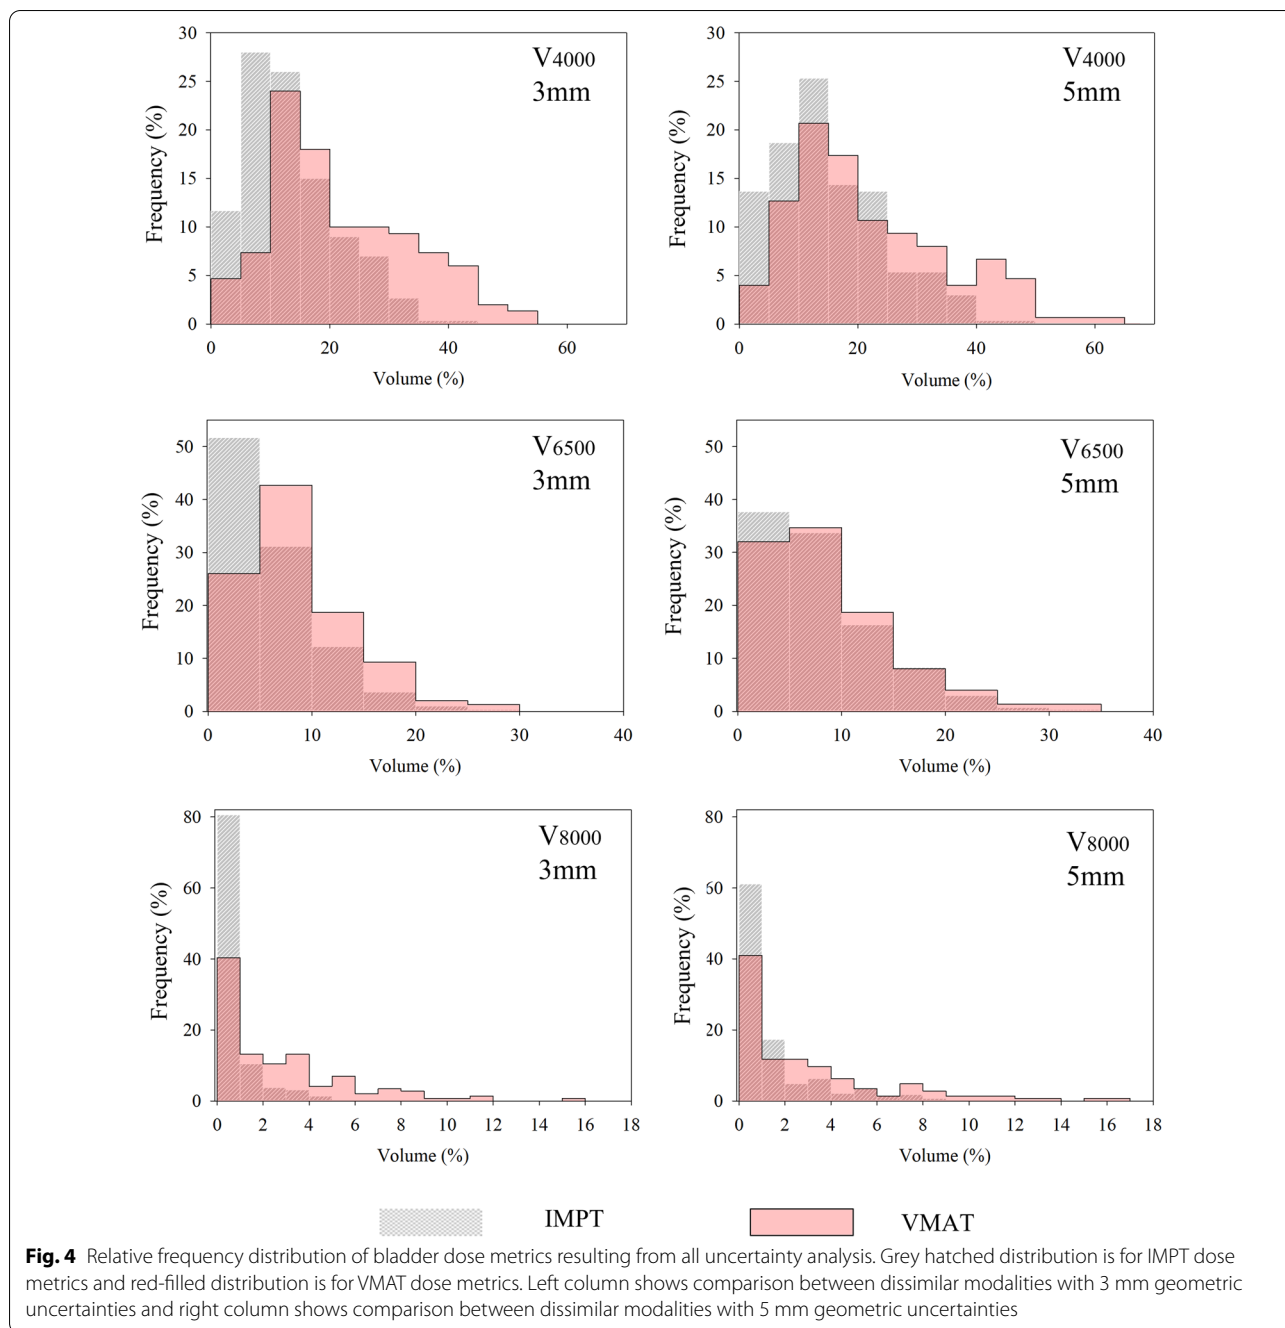 V4000
3mm
Frequency (%)
30
25
20
15
10
5
0
0 20 40 60
Volume (%)
V4000
5mm
Frequency (%)
30
25
20
15
10
5
0
0 20 40 60
Volume (%)
V6500
3mm
Frequency (%)
50
40
30
20
10
0
0 10 20 30 40
Volume (%)
V6500
5mm
Frequency (%)
50
40
30
20
10
0
0 10 20 30 40
Volume (%)
V8000
3mm
Frequency (%)
80
60
40
20
0
0 2 4 6 8 10 12 14 16 18
Volume (%)
V8000
5mm
Frequency (%)
80
60
40
20
0
0 2 4 6 8 10 12 14 16 18
Volume (%)
IMPT VMAT
Fig. 4 Relative frequency distribution of bladder dose metrics resulting from all uncertainty analysis. Grey hatched distribution is for IMPT dose
metrics and red-filled distribution is for VMAT dose metrics. Left column shows comparison between dissimilar modalities with 3 mm geometric
uncertainties and right column shows comparison between dissimilar modalities with 5 mm geometric uncertainties